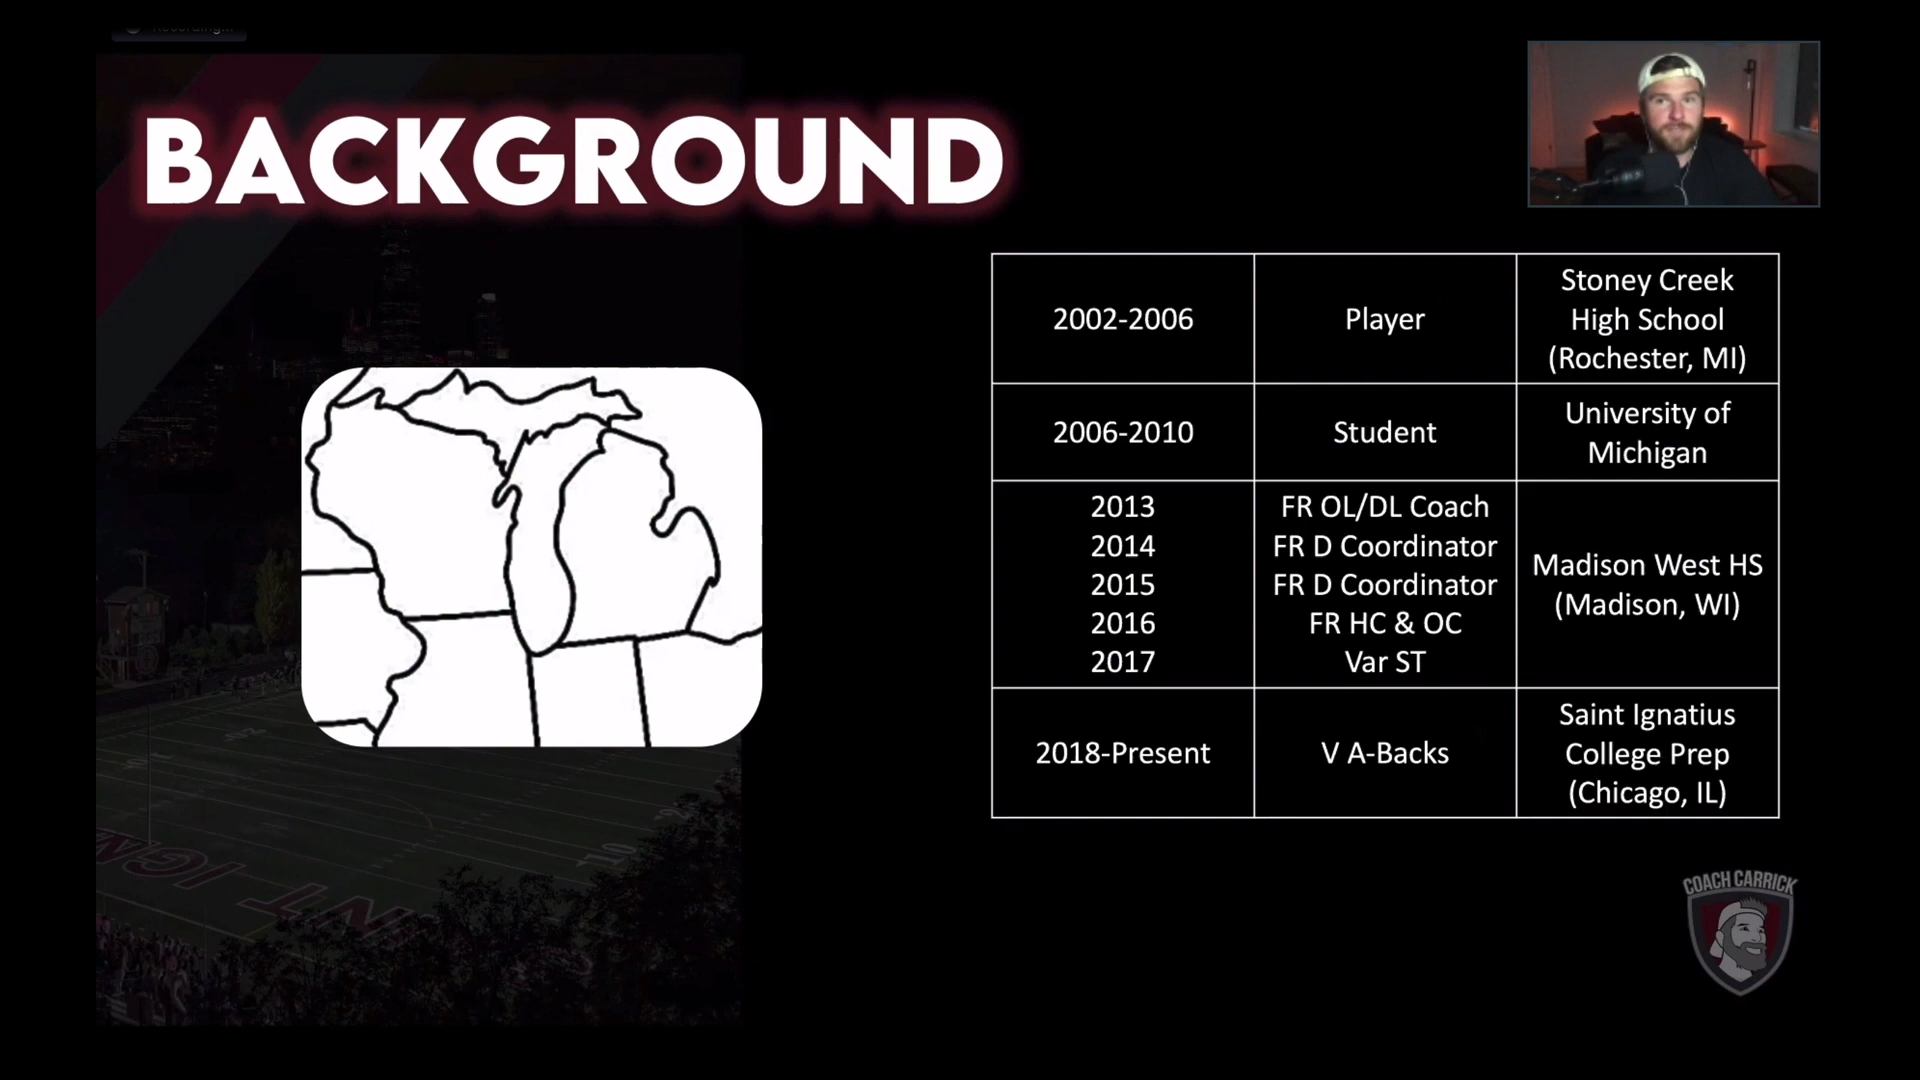 Recording...
BACKGROUND
2002-2006
Player
Stoney Creek
High School
(Rochester, MI)
2006-2010
Student
University of
Michigan
2013
2014
2015
2016
2017
FR OL/DL Coach
FR D Coordinator
FR D Coordinator
FR HC & OC
Var ST
Madison West HS
(Madison, WI)
2018-Present
V A-Backs
Saint Ignatius
College Prep
(Chicago, IL)
COACH CARRICK